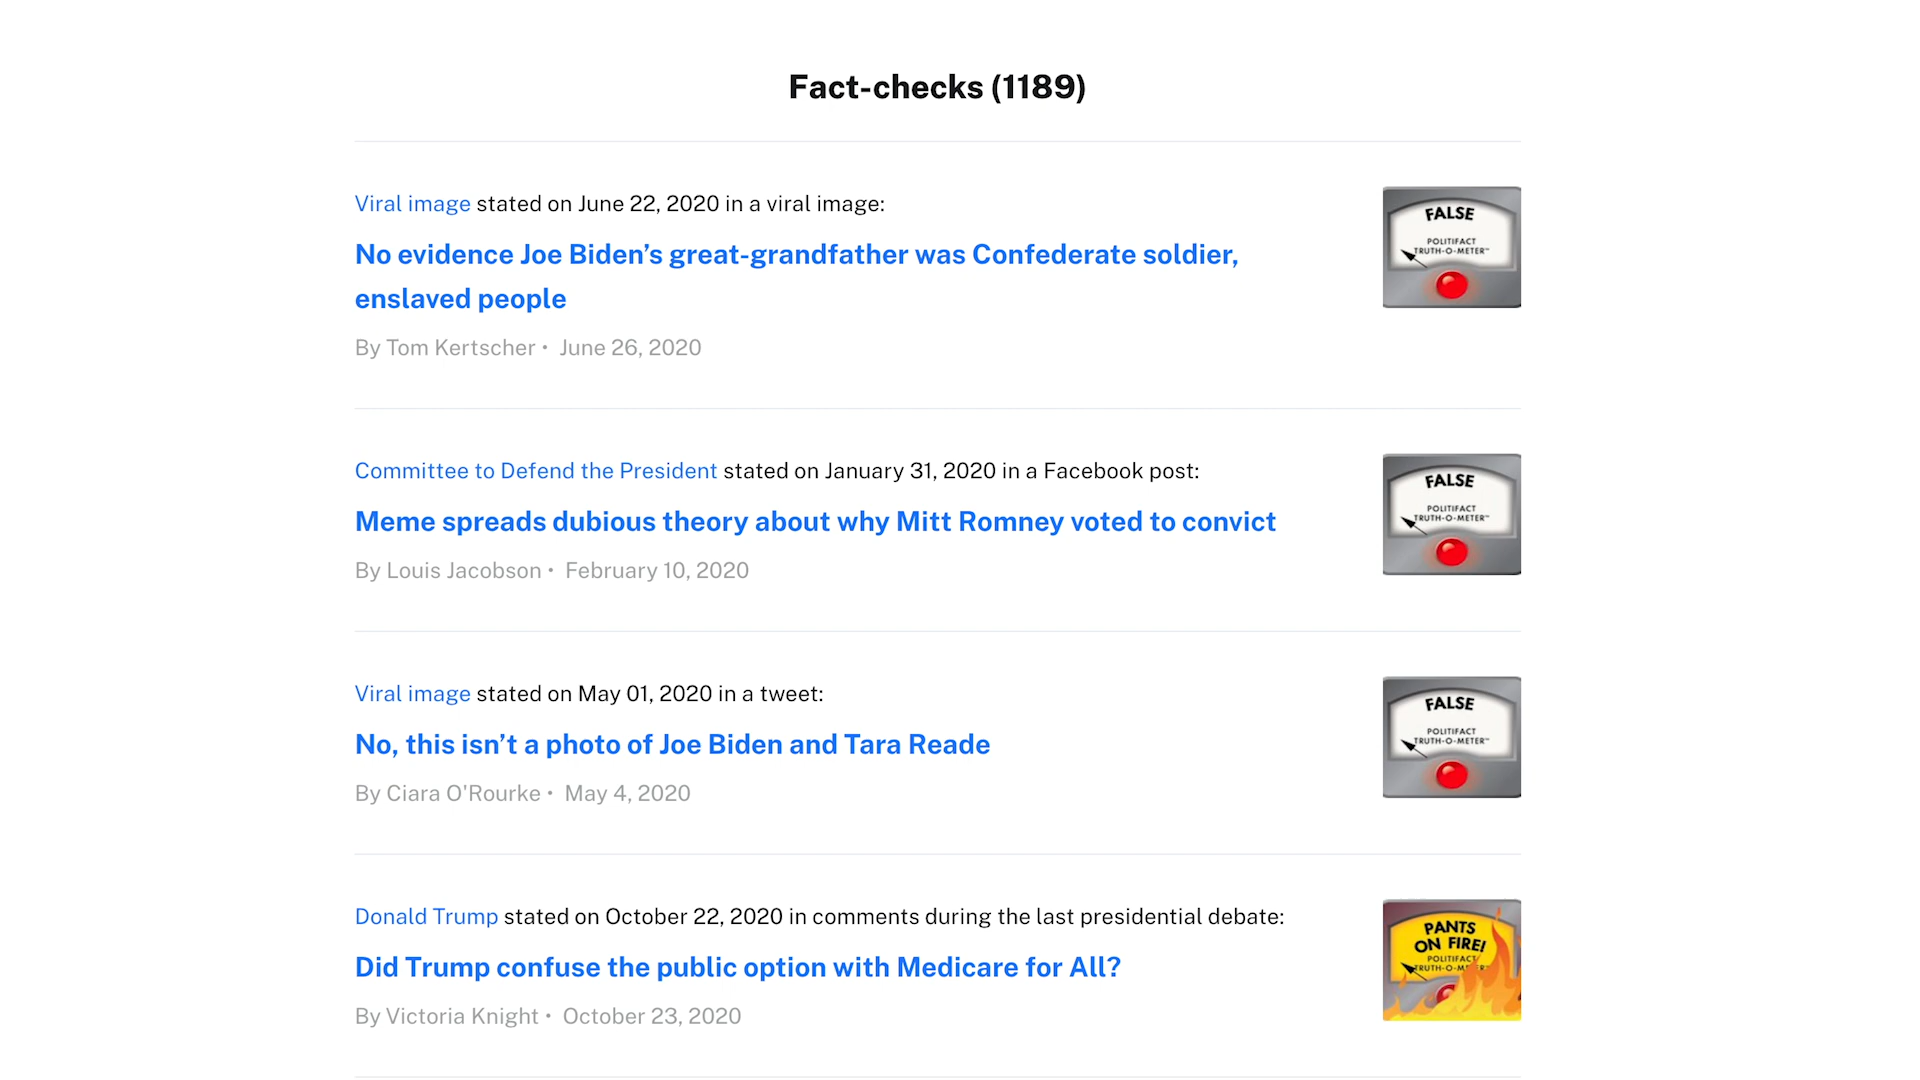 Fact-checks (1189)
Viral image stated on June 22, 2020 in a viral image:
No evidence Joe Biden’s great-grandfather was Confederate soldier,
enslaved people
By Tom Kertscher • June 26, 2020
FALSE
POLITIFACT
TRUTH-O-METER™
Committee to Defend the President stated on January 31, 2020 in a Facebook post:
Meme spreads dubious theory about why Mitt Romney voted to convict
By Louis Jacobson • February 10, 2020
FALSE
POLITIFACT
TRUTH-O-METER™
Viral image stated on May 01, 2020 in a tweet:
No, this isn’t a photo of Joe Biden and Tara Reade
By Ciara O'Rourke • May 4, 2020
FALSE
POLITIFACT
TRUTH-O-METER™
Donald Trump stated on October 22, 2020 in comments during the last presidential debate:
Did Trump confuse the public option with Medicare for All?
By Victoria Knight • October 23, 2020
PANTS
ON FIRE!
POLITIFACT